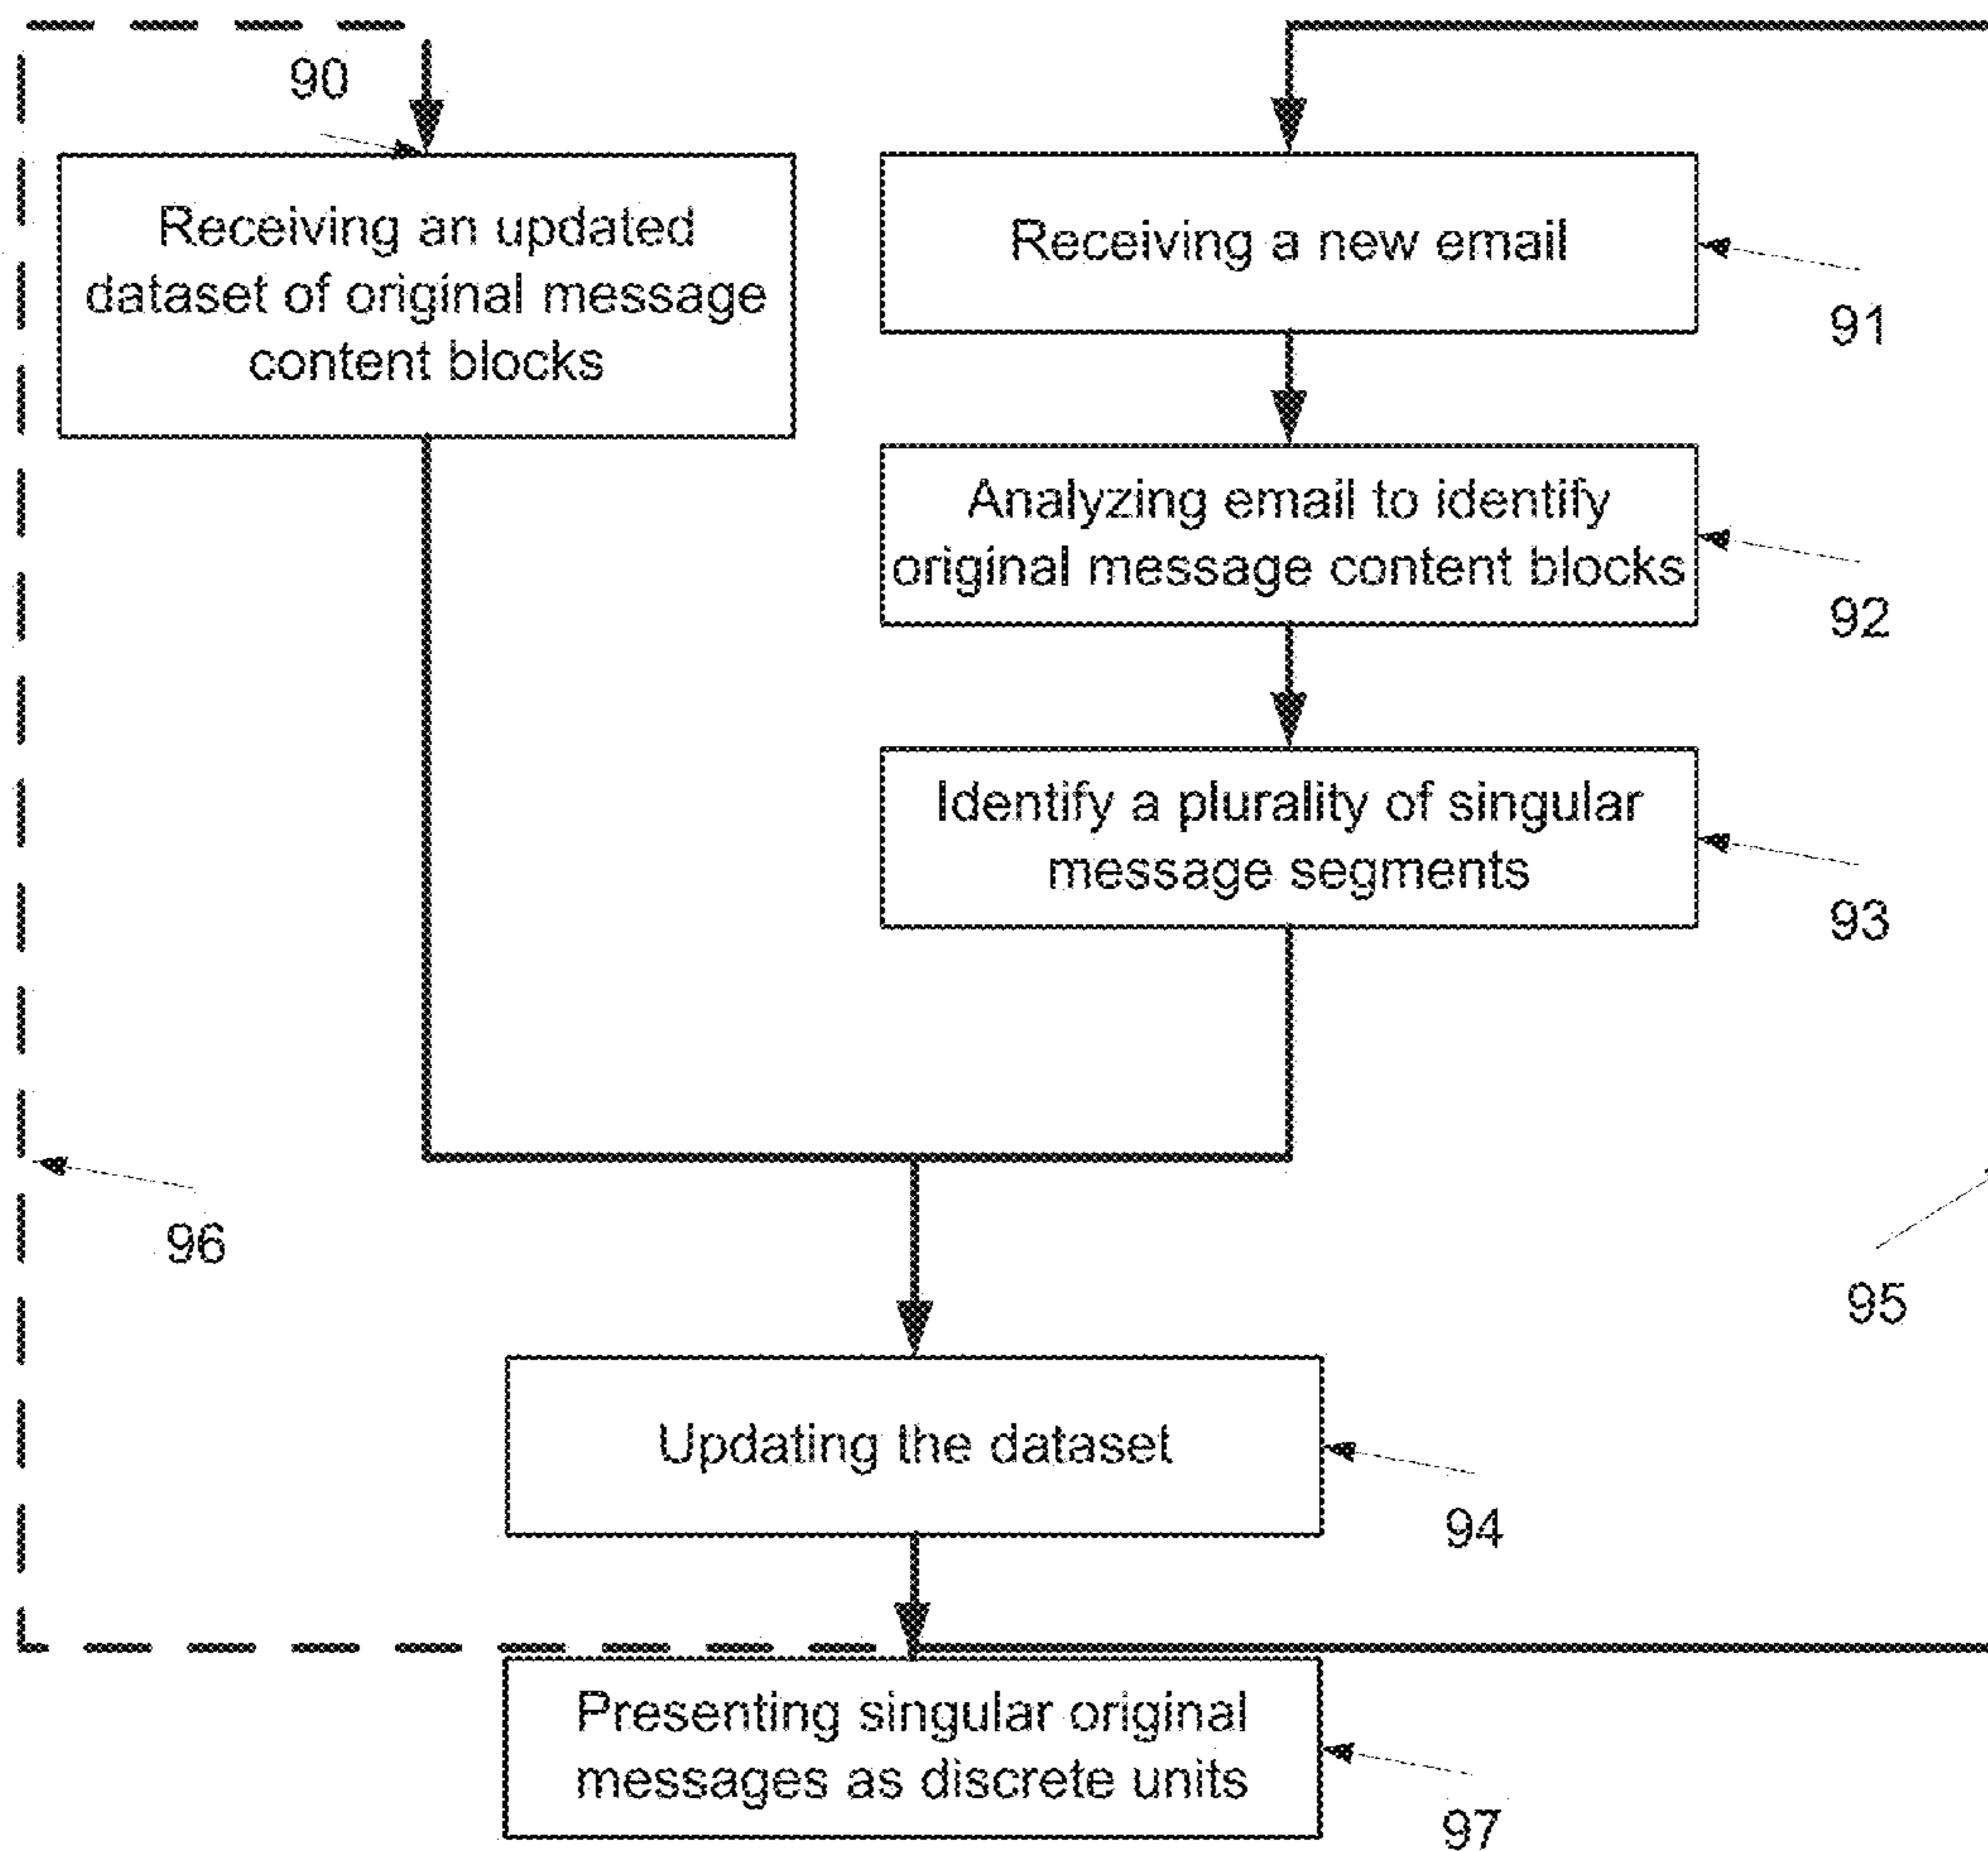 90
Receiving an updated
dataset of original message
content blocks
Receiving a new email
91
Analyzing email to identify
original message content blocks
92
Identify a plurality of singular
message segments
93
96
95
Updating the dataset
94
Presenting singular original
messages as discrete units
97